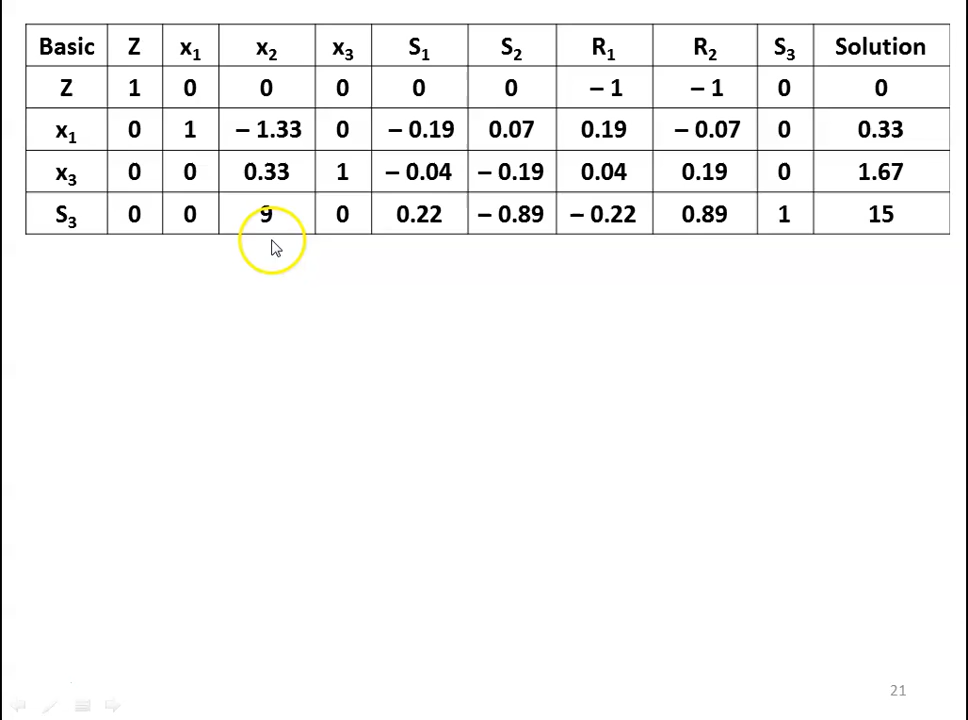 Basic Z x₁ x₂ x₃ S₁ S₂ R₁ R₂ S₃ Solution
Z 1 0 0 0 0 0 – 1 – 1 0 0
x₁ 0 1 – 1.33 0 – 0.19 0.07 0.19 – 0.07 0 0.33
x₃ 0 0 0.33 1 – 0.04 – 0.19 0.04 0.19 0 1.67
S₃ 0 0 9 0 0.22 – 0.89 – 0.22 0.89 1 15
21